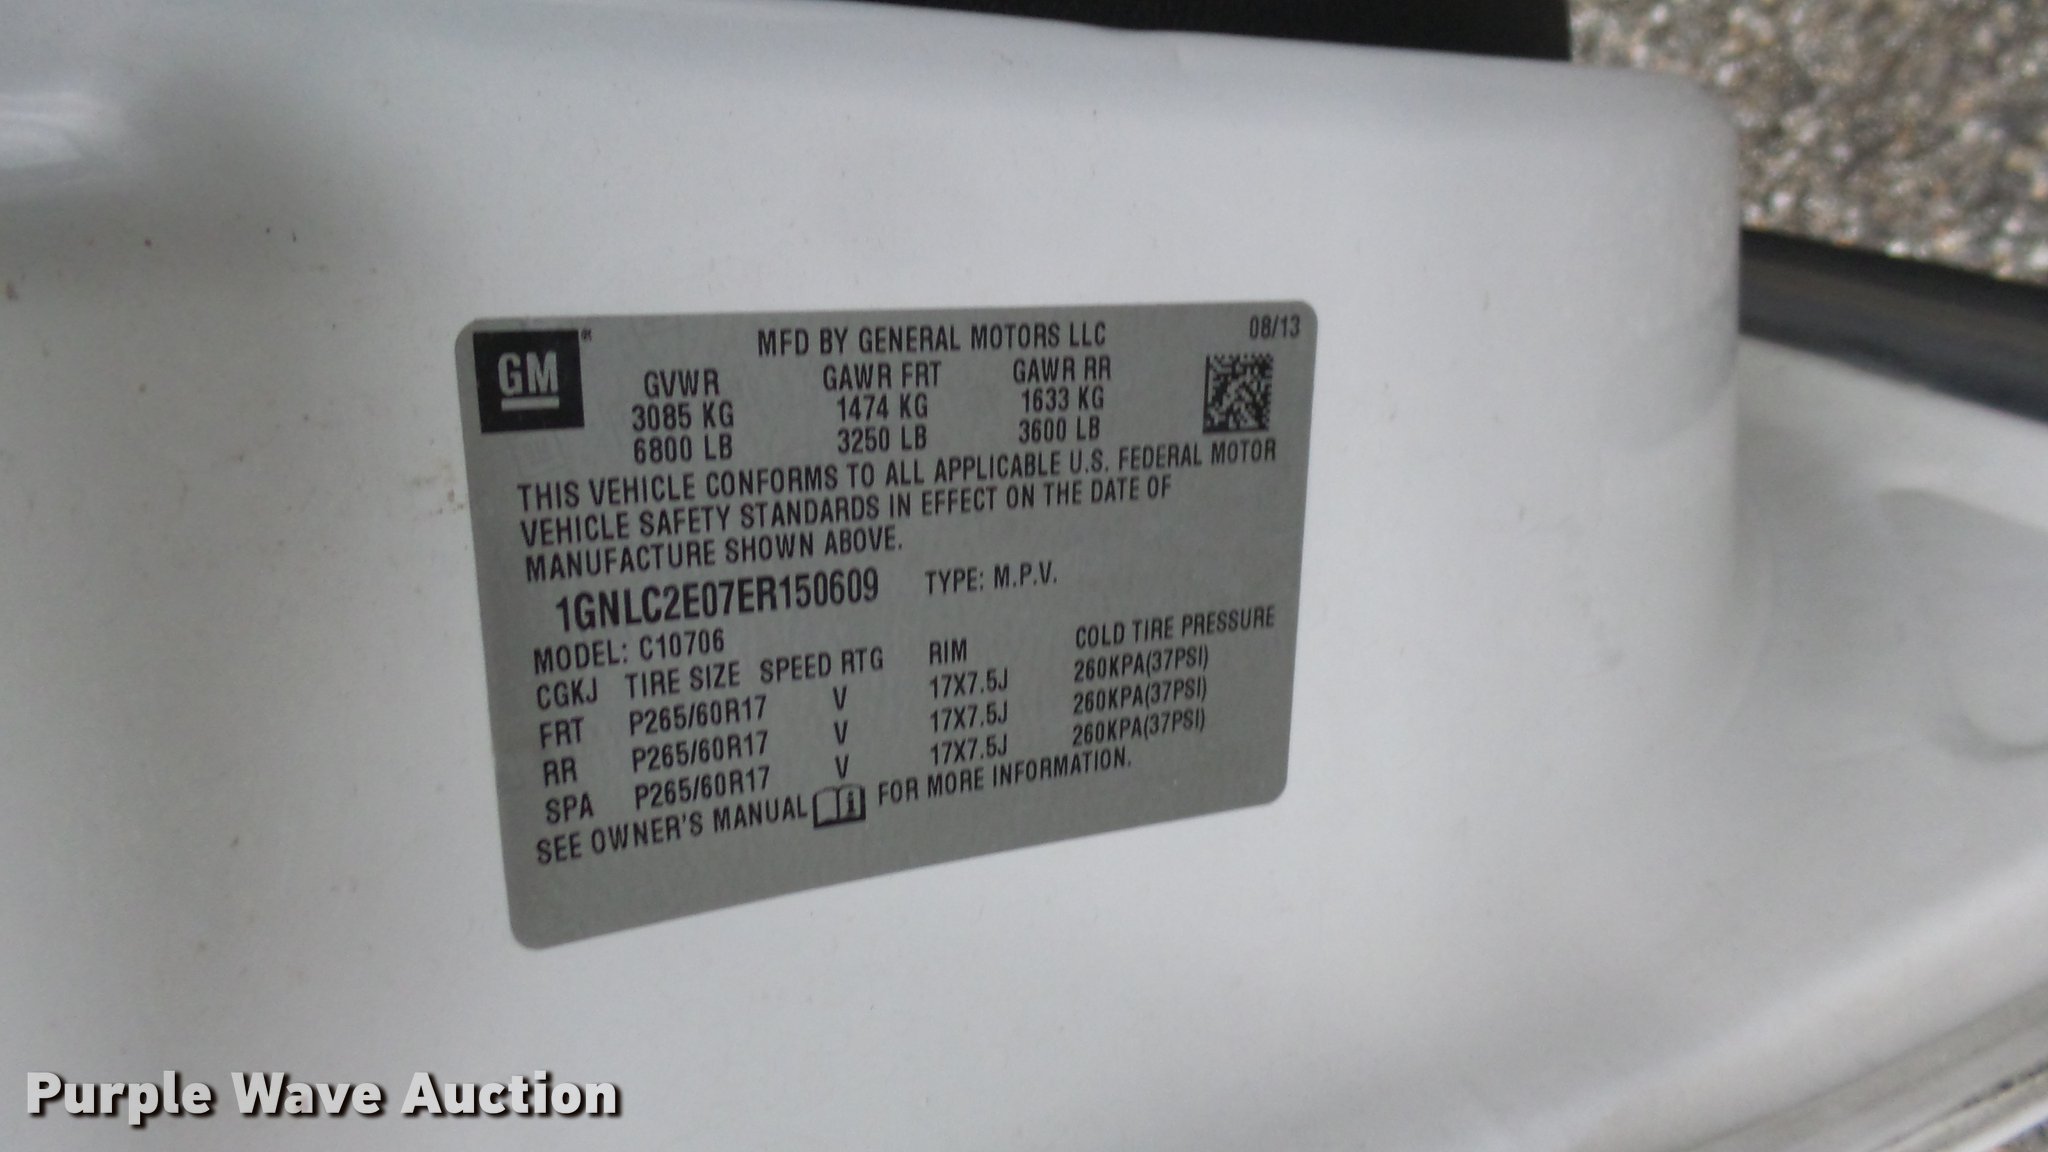 GM
MFD BY GENERAL MOTORS LLC 08/13
GVWR GAWR FRT GAWR RR
3085 KG 1474 KG 1633 KG
6800 LB 3250 LB 3600 LB
THIS VEHICLE CONFORMS TO ALL APPLICABLE U.S. FEDERAL MOTOR
VEHICLE SAFETY STANDARDS IN EFFECT ON THE DATE OF
MANUFACTURE SHOWN ABOVE.
1GNLC2E07ER150609 TYPE: M.P.V.
MODEL: C10706
CGKJ TIRE SIZE SPEED RTG RIM COLD TIRE PRESSURE
FRT P265/60R17 V 17X7.5J 260KPA(37PSI)
RR P265/60R17 V 17X7.5J 260KPA(37PSI)
SPA P265/60R17 V 17X7.5J 260KPA(37PSI)
SEE OWNER'S MANUAL FOR MORE INFORMATION.
Purple Wave Auction